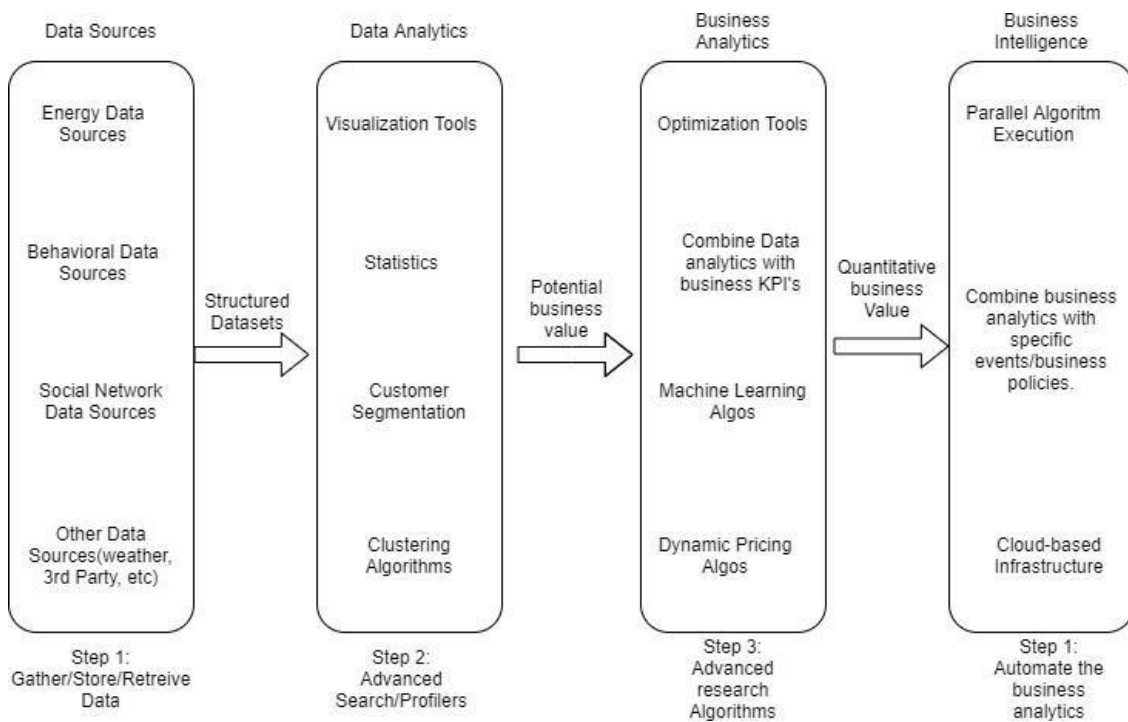 Data Sources
Energy Data
Sources
Behavioral Data
Sources
Social Network
Data Sources
Other Data
Sources(weather,
3rd Party, etc)
Step 1:
Gather/Store/Retreive
Data
Structured
Datasets
Data Analytics
Visualization Tools
Statistics
Customer
Segmentation
Clustering
Algorithms
Step 2:
Advanced
Search/Profilers
Potential
business
value
Business
Analytics
Optimization Tools
Combine Data
analytics with
business KPI's
Machine Learning
Algos
Dynamic Pricing
Algos
Step 3:
Advanced
research
Algorithms
Quantitative
business
Value
Business
Intelligence
Parallel Algoritm
Execution
Combine business
analytics with
specific
events/business
policies.
Cloud-based
Infrastructure
Step 1:
Automate the
business
analytics